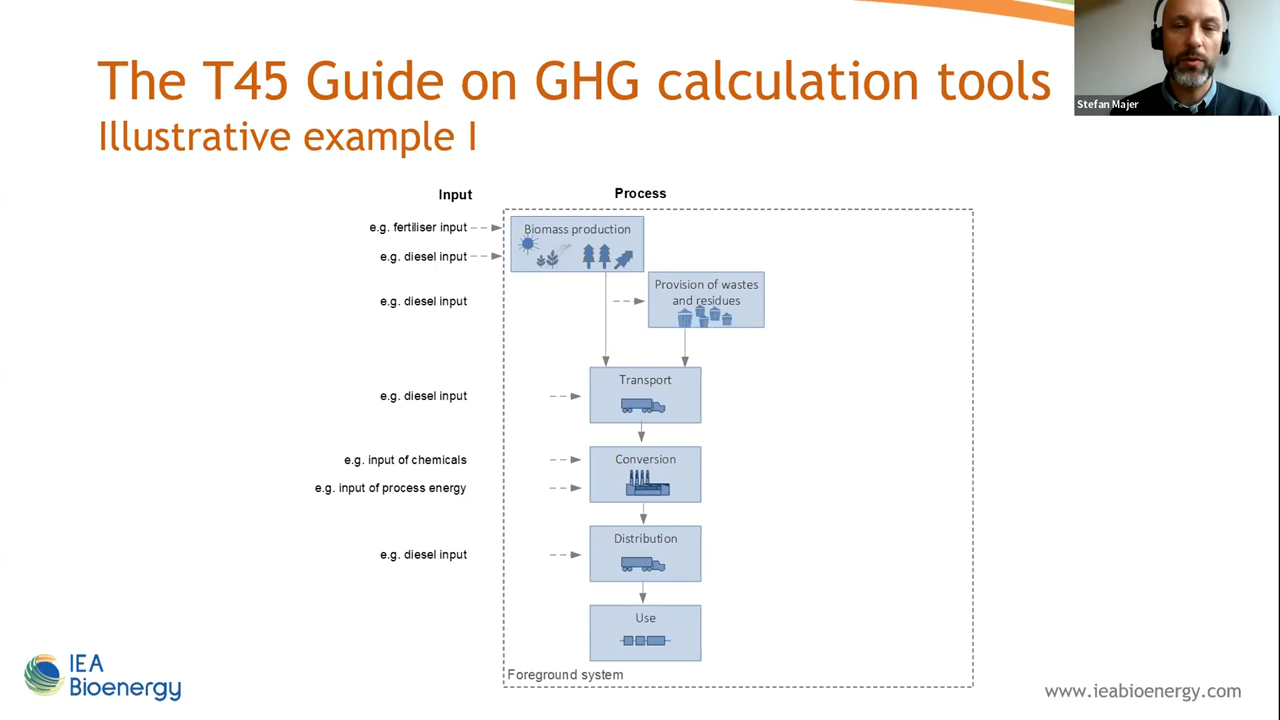 The T45 Guide on GHG calculation tools
Illustrative example I
Stefan Majer
Input
Process
e.g. fertiliser input
Biomass production
e.g. diesel input
Provision of wastes
and residues
e.g. diesel input
Transport
e.g. diesel input
Conversion
e.g. input of chemicals
e.g. input of process energy
Distribution
e.g. diesel input
Use
Foreground system
IEA
Bioenergy
www.ieabioenergy.com